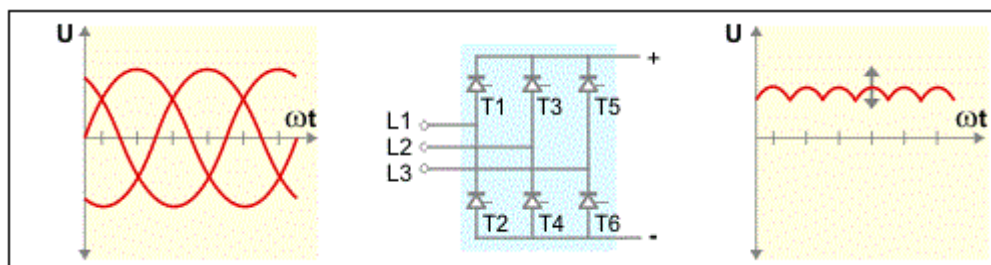 U
ωt
L1
L2
L3
T1 T3 T5
T2 T4 T6
+
-
U
ωt